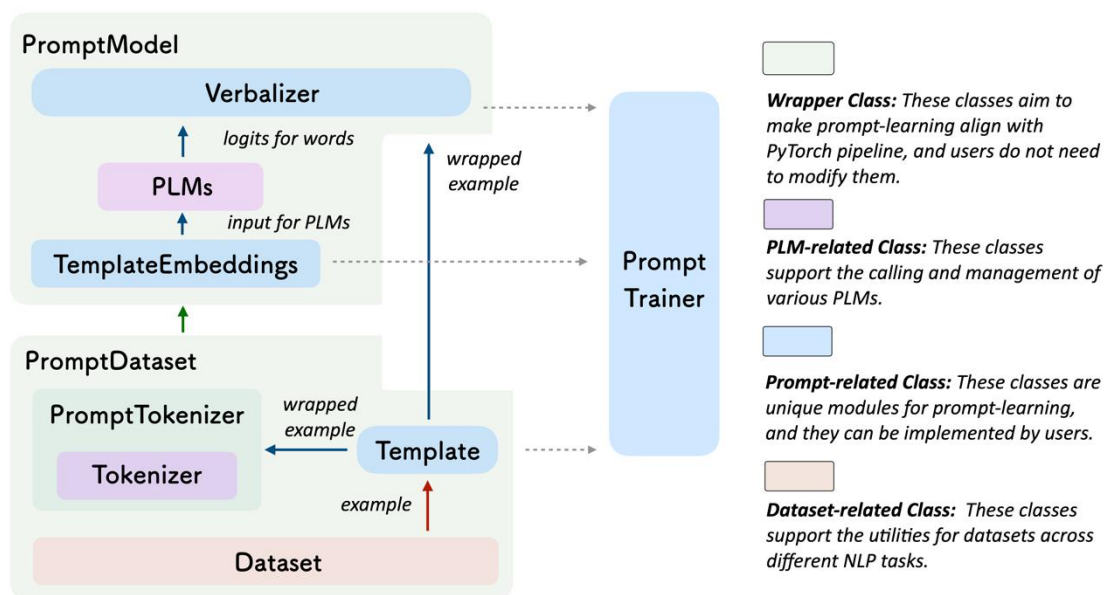 PromptModel
Verbalizer
logits for words
wrapped
example
PLMs
input for PLMs
TemplateEmbeddings
PromptDataset
PromptTokenizer
wrapped
example
Tokenizer
Template
example
Dataset
Prompt
Trainer
Wrapper Class: These classes aim to
make prompt-learning align with
PyTorch pipeline, and users do not need
to modify them.
PLM-related Class: These classes
support the calling and management of
various PLMs.
Prompt-related Class: These classes are
unique modules for prompt-learning,
and they can be implemented by users.
Dataset-related Class: These classes
support the utilities for datasets across
different NLP tasks.